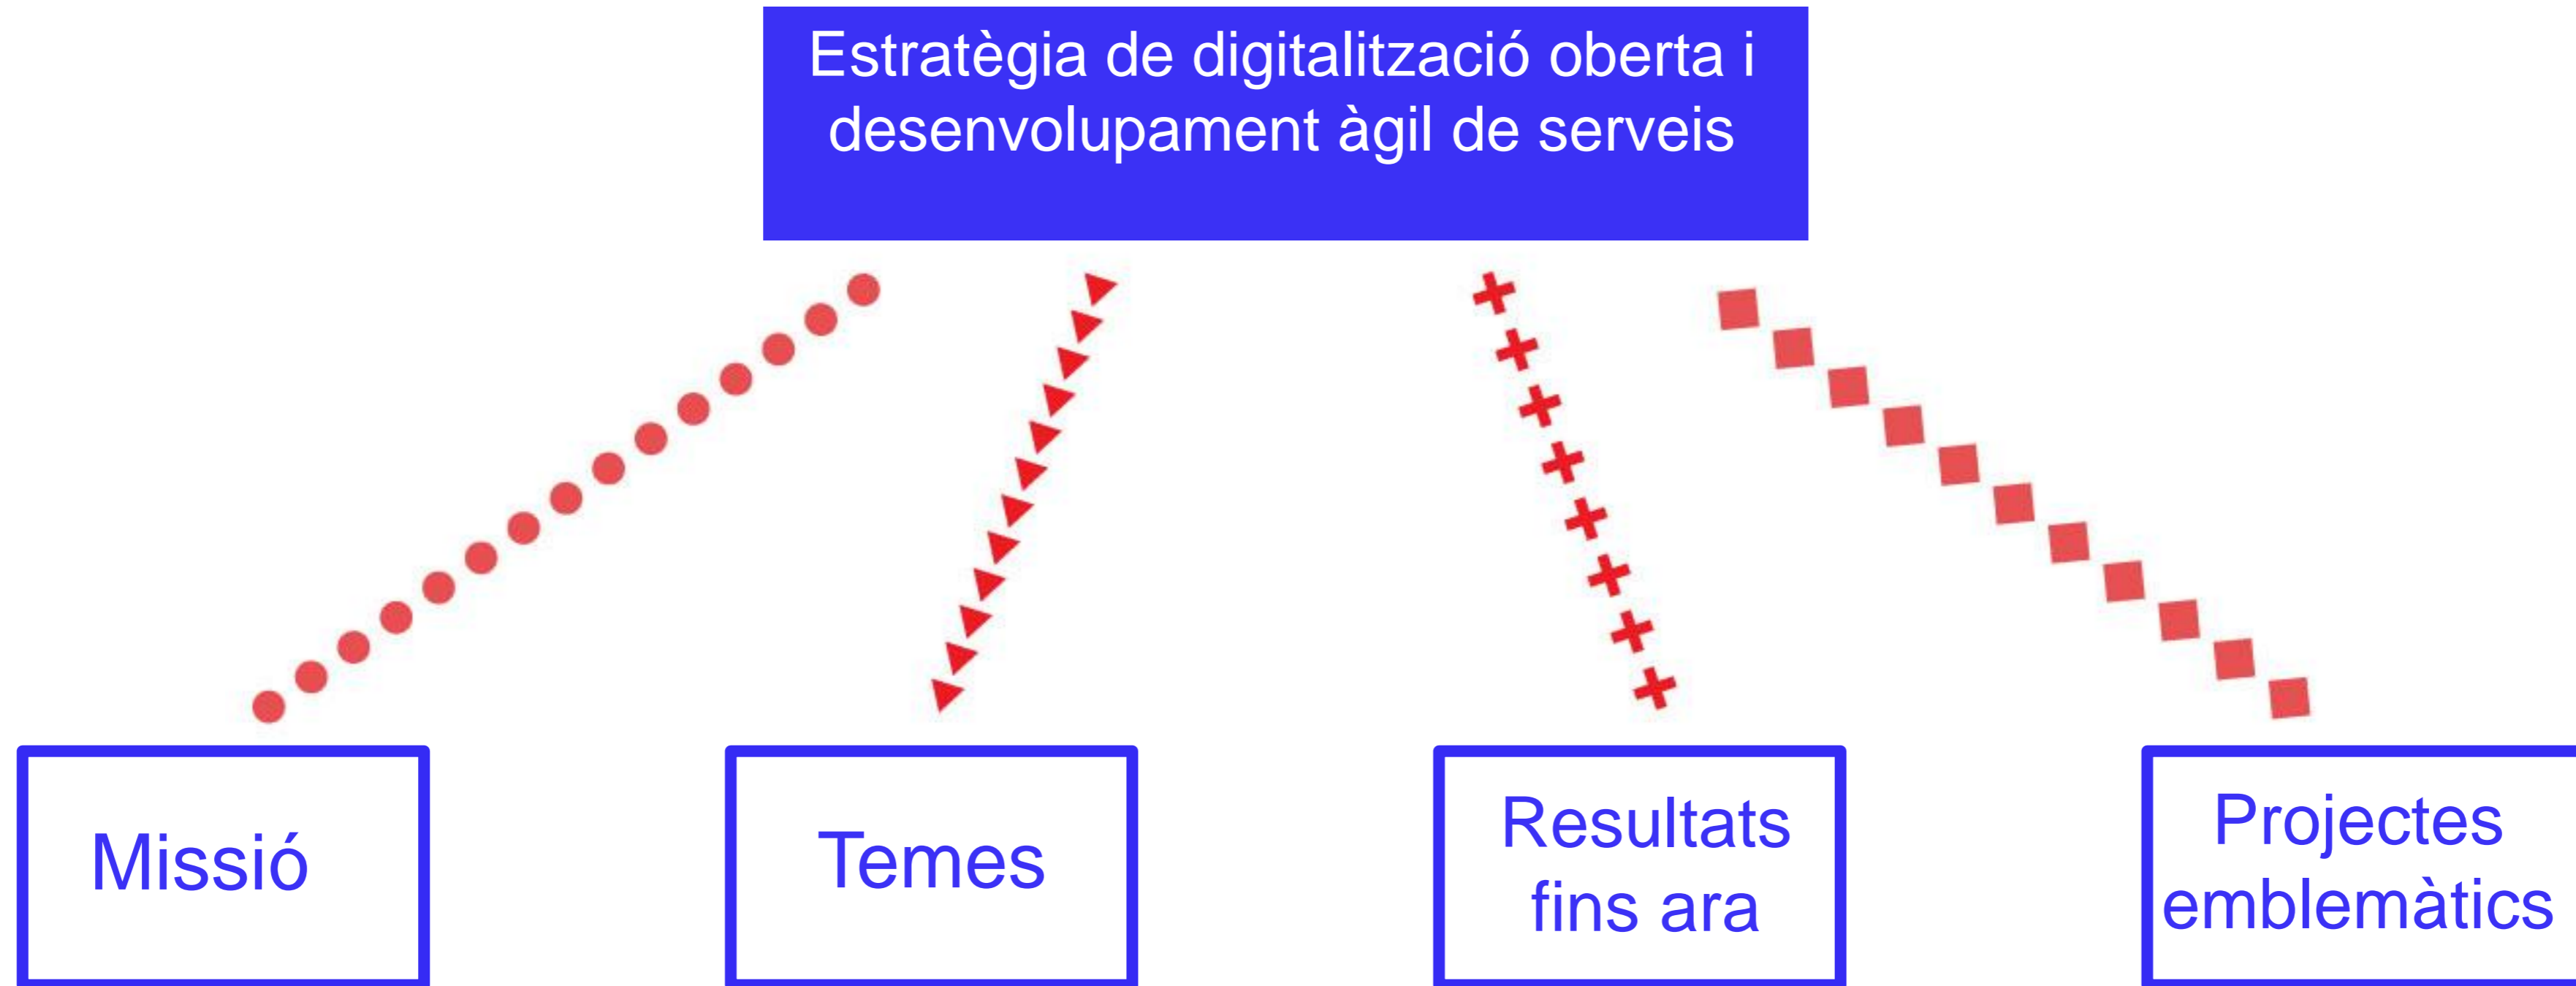 Estratègia de digitalització oberta i
desenvolupament àgil de serveis
Missió
Temes
Resultats
fins ara
Projectes
emblemàtics